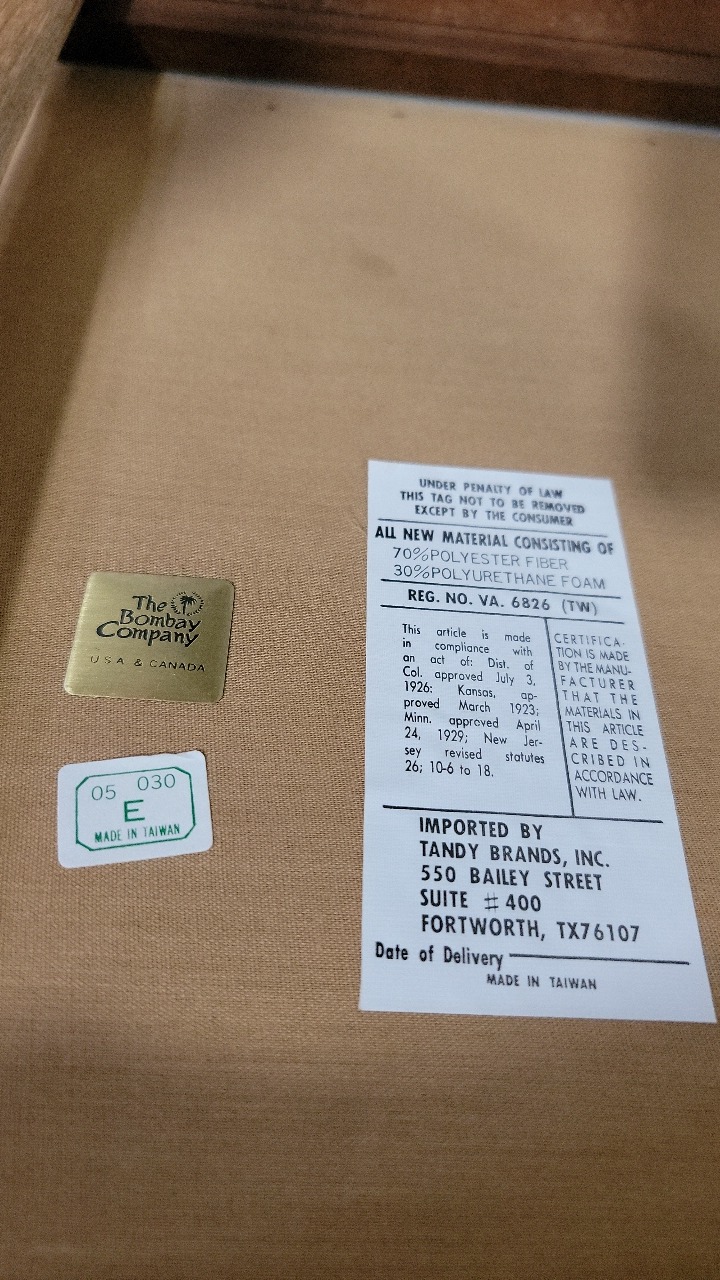 UNDER PENALTY OF LAW
THIS TAG NOT TO BE REMOVED
EXCEPT BY THE CONSUMER
ALL NEW MATERIAL CONSISTING OF
70%POLYESTER FIBER
30%POLYURETHANE FOAM
REG. NO. VA. 6826 (TW)
This article is made
in compliance with
an act of: Dist. of
Col. approved July 3,
1926: Kansas, ap-
proved March 1923;
Minn. approved April
24, 1929; New Jer-
sey revised statutes
26; 10-6 to 18.
CERTIFICA-
TION IS MADE
BY THE MANU-
FACTURER
THAT THE
MATERIALS IN
THIS ARTICLE
ARE DES-
CRIBED IN
ACCORDANCE
WITH LAW.
IMPORTED BY
TANDY BRANDS, INC.
550 BAILEY STREET
SUITE #400
FORTWORTH, TX76107
Date of Delivery
MADE IN TAIWAN
The
Bombay
Company
USA & CANADA
05 030
E
MADE IN TAIWAN